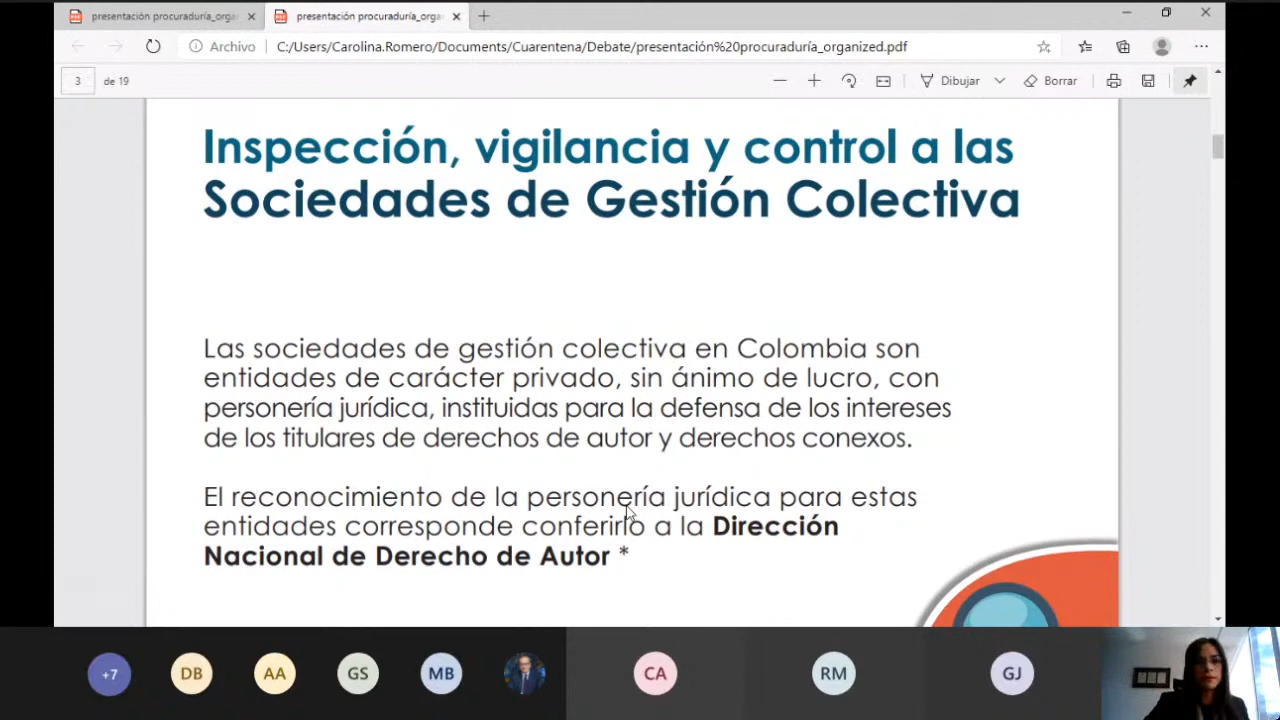 presentación procuraduría_orga
presentación procuraduría_orga
Archivo
C:/Users/Carolina.Romero/Documents/Cuarentena/Debate/presentación%20procuraduría_organized.pdf
3 de 19
Dibujar
Borrar
Inspección, vigilancia y control a las
Sociedades de Gestión Colectiva
Las sociedades de gestión colectiva en Colombia son
entidades de carácter privado, sin ánimo de lucro, con
personería jurídica, instituidas para la defensa de los intereses
de los titulares de derechos de autor y derechos conexos.
El reconocimiento de la personería jurídica para estas
entidades corresponde conferirlo a la Dirección
Nacional de Derecho de Autor *
+7 DB AA GS MB CA RM GJ